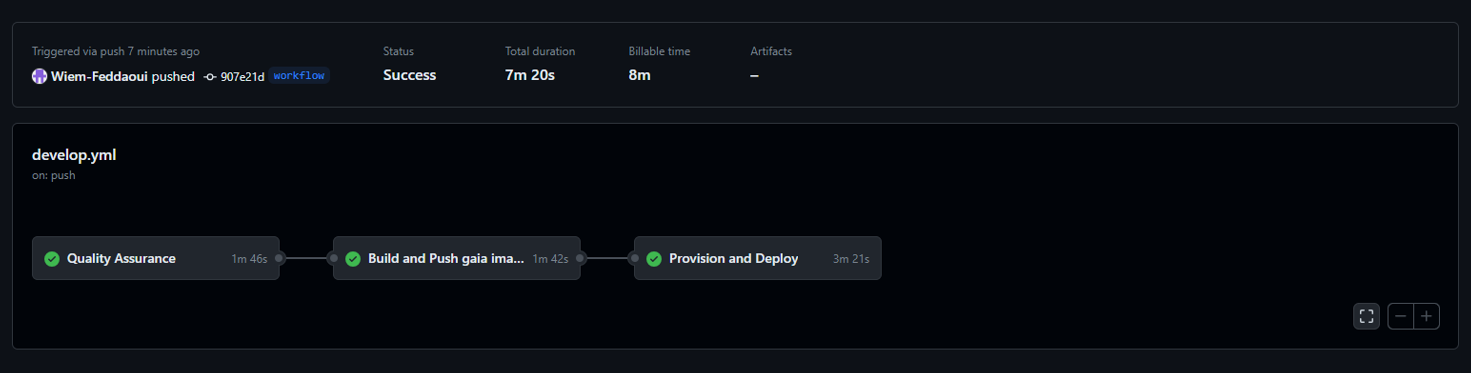 Triggered via push 7 minutes ago
Wiem-Feddaoui pushed 907e21d workflow
Status
Success
Total duration
7m 20s
Billable time
8m
Artifacts
–
develop.yml
on: push
Quality Assurance 1m 46s
Build and Push gaia ima... 1m 42s
Provision and Deploy 3m 21s